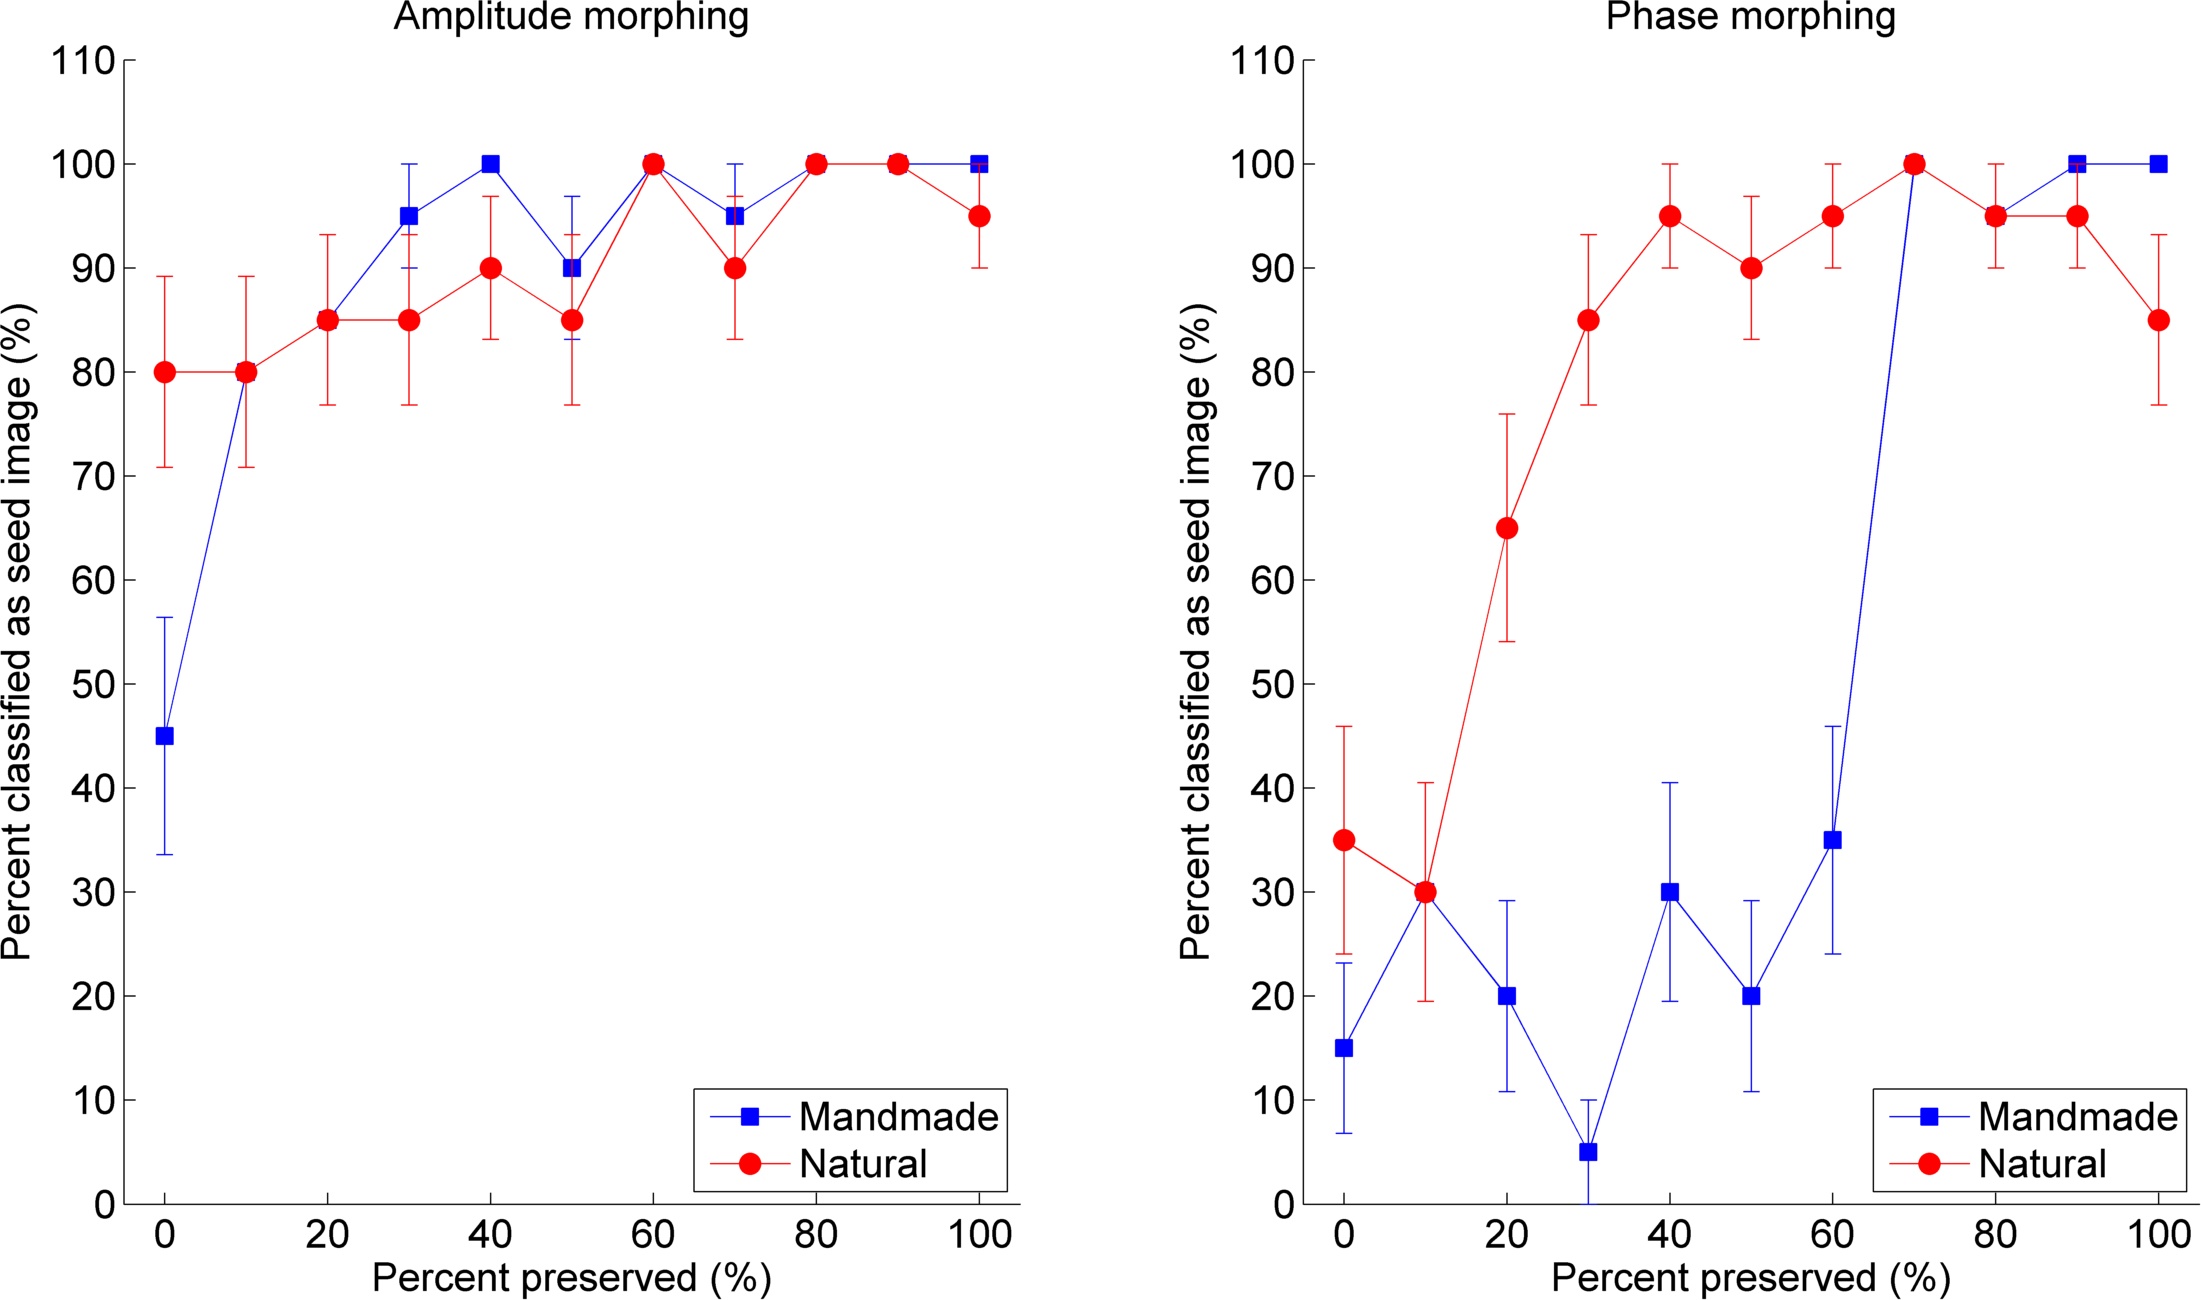 Amplitude morphing
Percent classified as seed image (%)
110
100
90
80
70
60
50
40
30
20
10
0
0 20 40 60 80 100
Percent preserved (%)
Mandmade
Natural
Phase morphing
Percent classified as seed image (%)
110
100
90
80
70
60
50
40
30
20
10
0
0 20 40 60 80 100
Percent preserved (%)
Mandmade
Natural